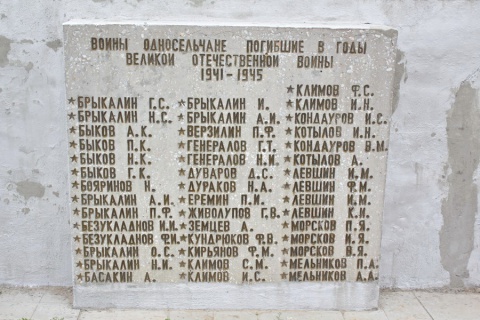 ВОИНЫ ОДНОСЕЛЬЧАНЕ ПОГИБШИЕ В ГОДЫ
ВЕЛИКОЙ ОТЕЧЕСТВЕННОЙ ВОЙНЫ
1941-1945
БРЫКАЛИН Г.С.
БРЫКАЛИН Н.С.
БЫКОВ А.К.
БЫКОВ П.К.
БЫКОВ Н.К.
БЫКОВ Г.К.
БОЯРИНОВ Н.
БРЫКАЛИН А.И.
БРЫКАЛИН П.Ф.
БЕЗУКЛАДНОВ И.И.
БЕЗУКЛАДНОВ Ф.И.
БРЫКАЛИН О.С.
БРЫКАЛИН Н.И.
БАСАКИН А.
БРЫКАЛИН И.
БРЫКАЛИН А.И.
ВЕРЗИЛИН П.Ф.
ГЕНЕРАЛОВ Г.Т.
ГЕНЕРАЛОВ Н.И.
ДУВАРОВ Д.С.
ДУРАКОВ Н.А.
ЕРЕМИН П.И.
ЖИВОЛУПОВ Г.В.
ЗЕМЦЕВ А.
КУНДРЮКОВ Ф.В.
КИРЬЯНОВ Ф.М.
КЛИМОВ С.М.
КЛИМОВ И.С.
КЛИМОВ Ф.С.
КЛИМОВ И.Н.
КОНДАУРОВ И.С.
КОТЫЛОВ И.Н.
КОНДАУРОВ В.М.
КОТЫЛОВ А.
ЛЕВШИН И.М.
ЛЕВШИН Ф.М.
ЛЕВШИН И.М.
ЛЕВШИН К.И.
МОРСКОВ П.Я.
МОРСКОВ И.Я.
МОРСКОВ В.Я.
МЕЛЬНИКОВ П.А.
МЕЛЬНИКОВ А.А.